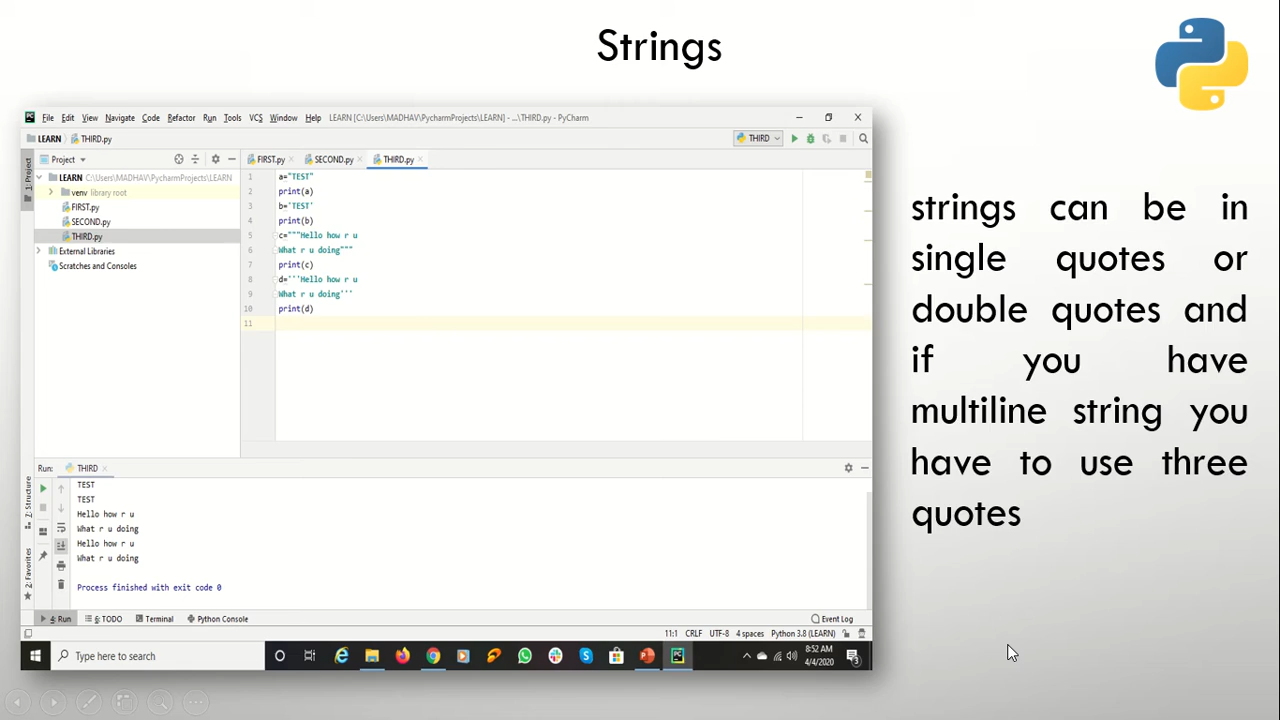 Strings
File Edit View Navigate Code Refactor Run Tools VCS Window Help LEARN [C:\Users\MADHAV\PycharmProjects\LEARN] - ...\THIRD.py - PyCharm
LEARN THIRD.py
THIRD
1: Project
Project
FIRST.py SECOND.py THIRD.py
LEARN C:\Users\MADHAV\PycharmProjects\LEARN
venv library root
FIRST.py
SECOND.py
THIRD.py
External Libraries
Scratches and Consoles
1 a="TEST"
2 print(a)
3 b='TEST'
4 print(b)
5 c="""Hello how r u
6 What r u doing"""
7 print(c)
8 d='''Hello how r u
9 What r u doing'''
10 print(d)
11
strings can be in
single quotes or
double quotes and
if you have
multiline string you
have to use three
quotes
Run: THIRD
TEST
TEST
Hello how r u
What r u doing
Hello how r u
What r u doing
Process finished with exit code 0
7: Structure
2: Favorites
4: Run 6: TODO Terminal Python Console Event Log
11:1 CRLF UTF-8 4 spaces Python 3.8 (LEARN)
Type here to search
8:52 AM
4/4/2020
3